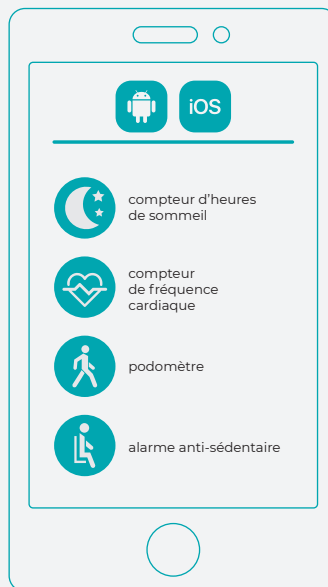 iOS
compteur d’heures
de sommeil
compteur
de fréquence
cardiaque
podomètre
alarme anti-sédentaire